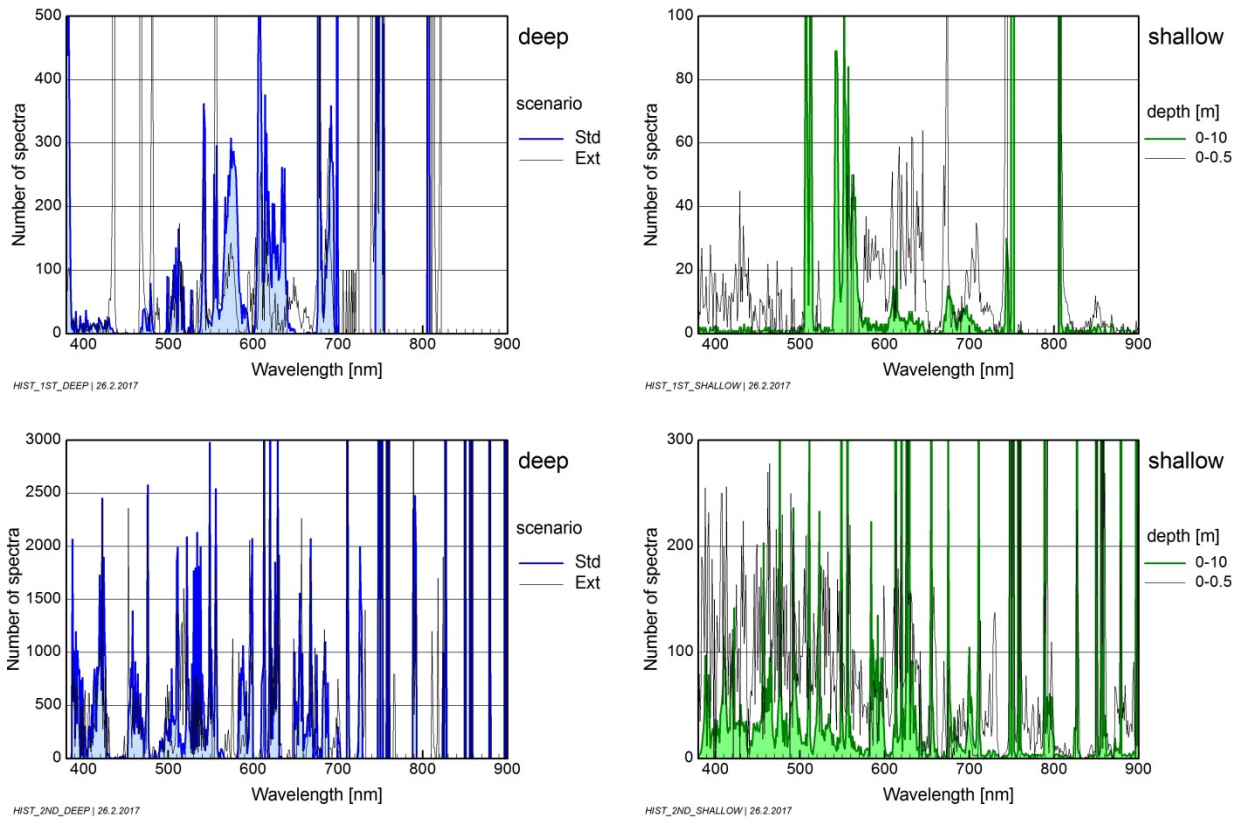 500
400
300
200
100
0
Number of spectra
400 500 600 700 800 900
Wavelength [nm]
deep
scenario
Std
Ext
HIST_1ST_DEEP | 26.2.2017
100
80
60
40
20
0
Number of spectra
400 500 600 700 800 900
Wavelength [nm]
shallow
depth [m]
0-10
0-0.5
HIST_1ST_SHALLOW | 26.2.2017
3000
2500
2000
1500
1000
500
0
Number of spectra
400 500 600 700 800 900
Wavelength [nm]
deep
scenario
Std
Ext
HIST_2ND_DEEP | 26.2.2017
300
200
100
0
Number of spectra
400 500 600 700 800 900
Wavelength [nm]
shallow
depth [m]
0-10
0-0.5
HIST_2ND_SHALLOW | 26.2.2017